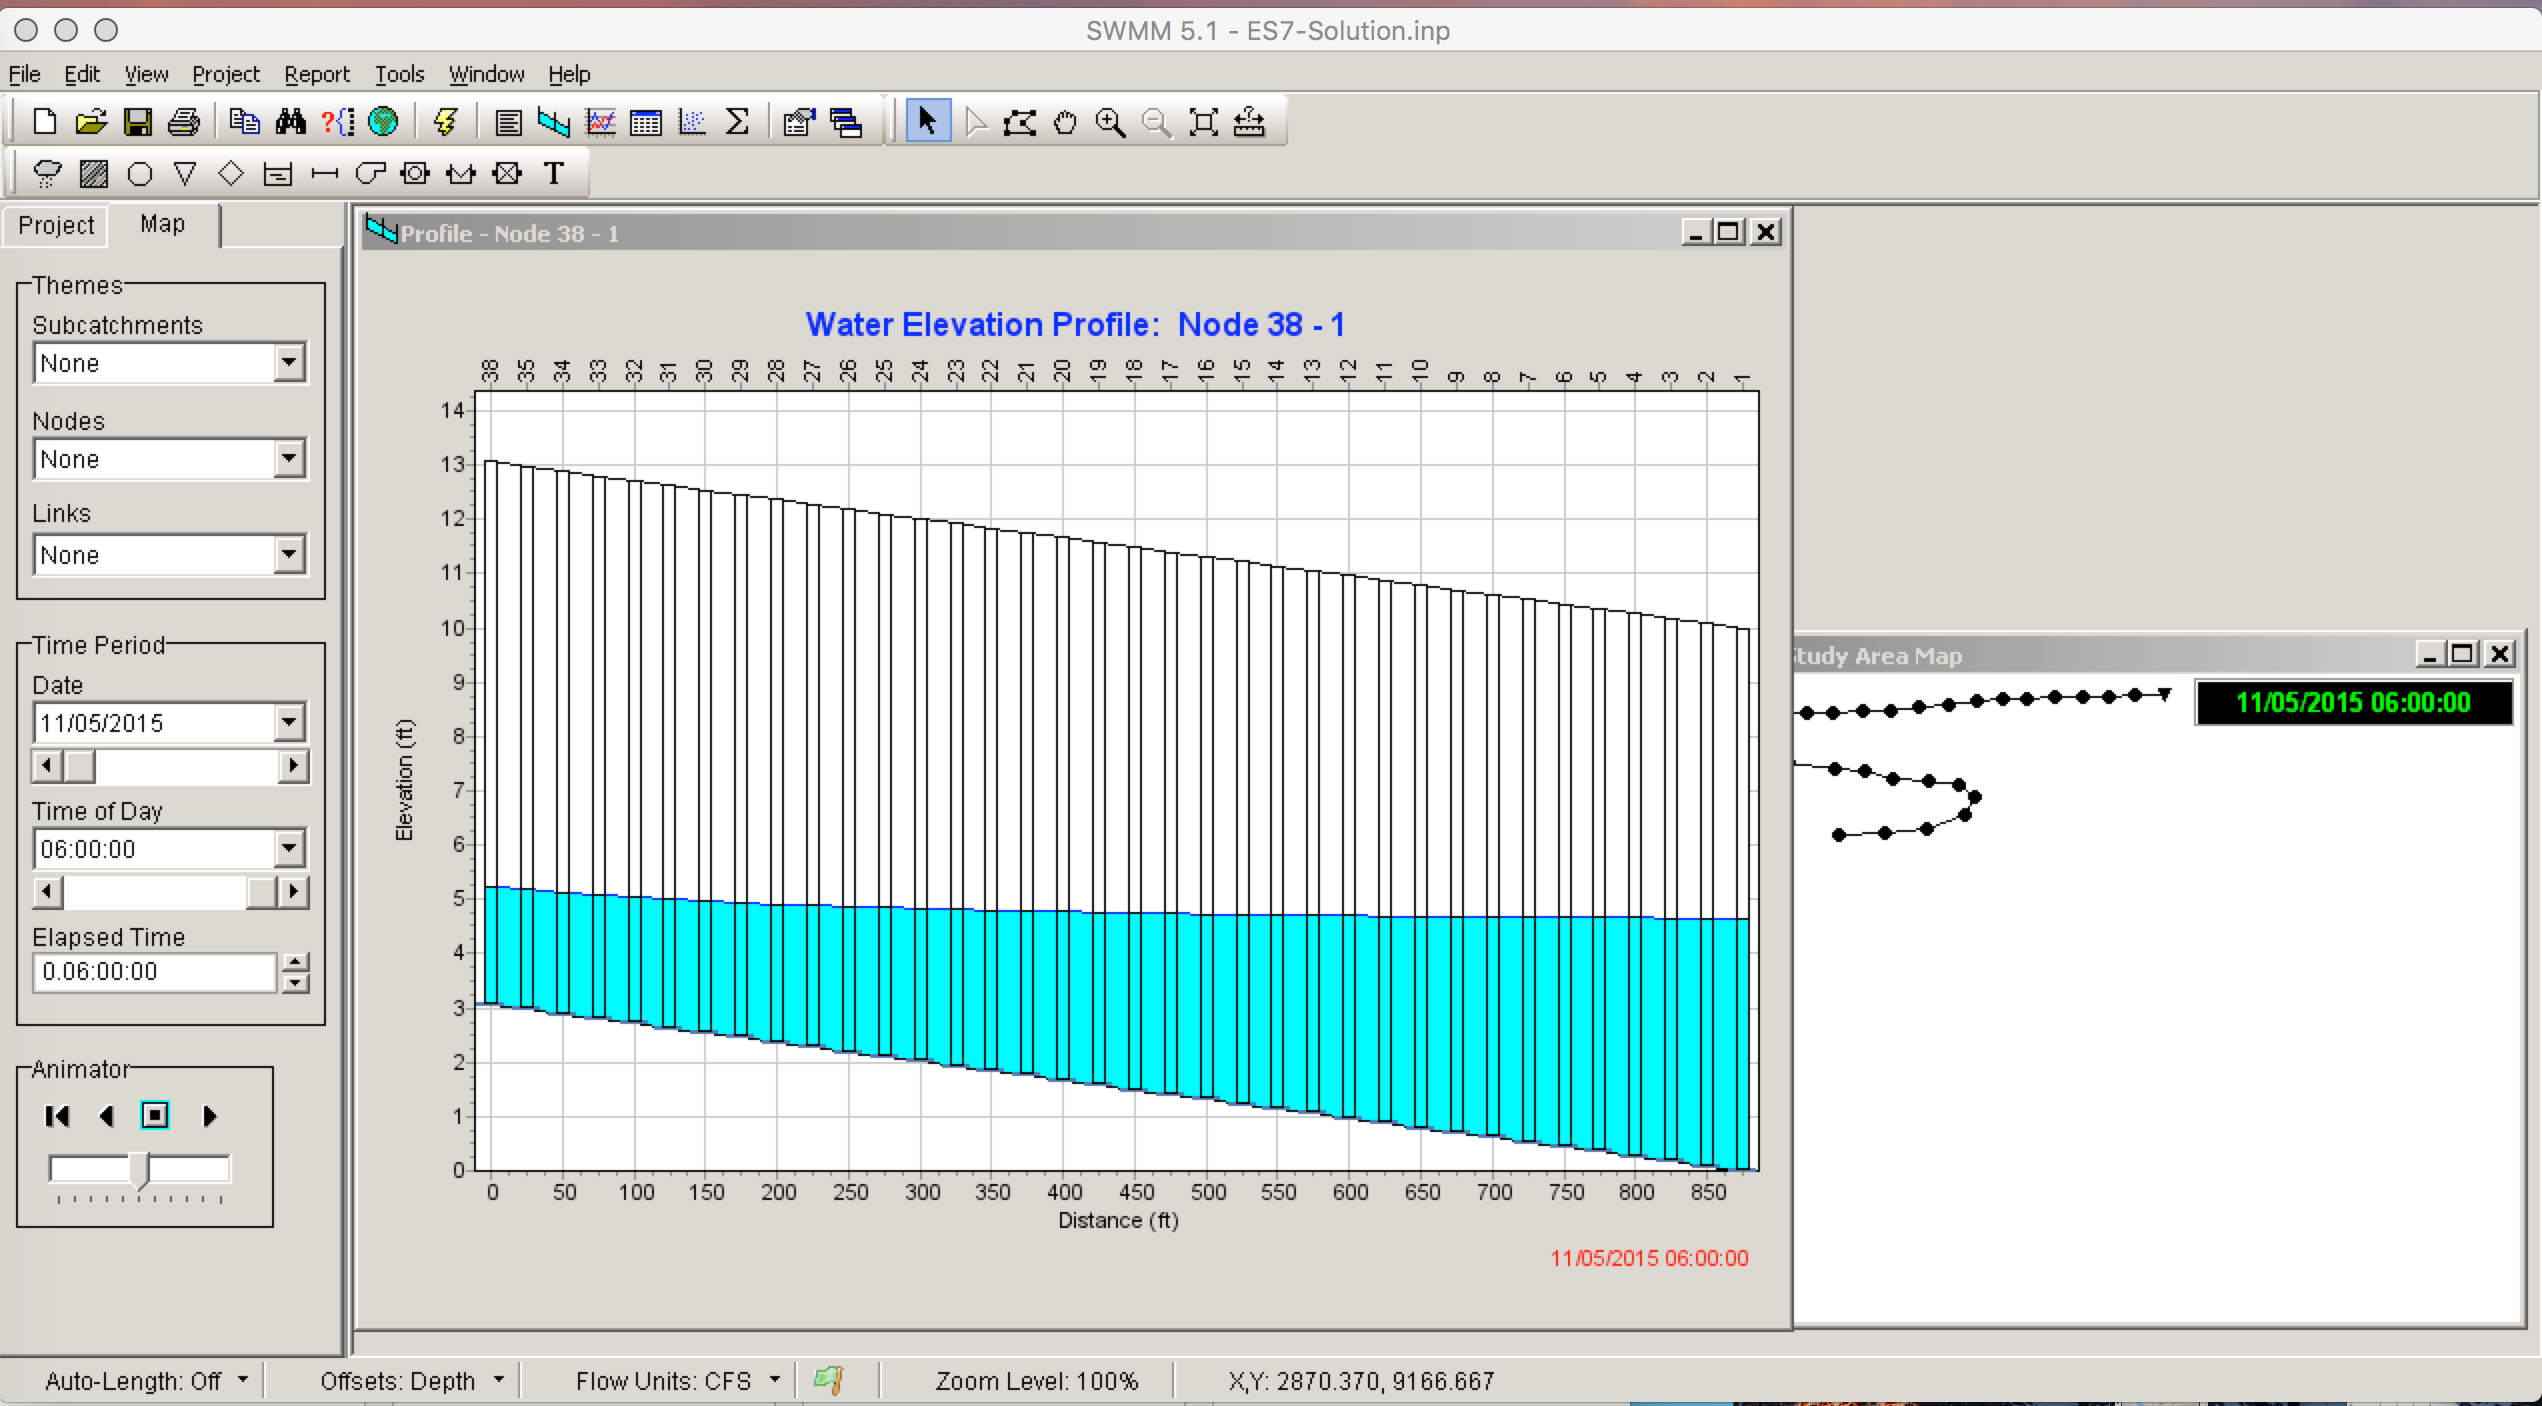 SWMM 5.1 - ES7-Solution.inp
File Edit View Project Report Tools Window Help
?{}
Σ
T
Project Map
Themes
Subcatchments
None
Nodes
None
Links
None
Time Period
Date
11/05/2015
Time of Day
06:00:00
Elapsed Time
0.06:00:00
Animator
Profile - Node 38 - 1
Water Elevation Profile: Node 38 - 1
38 35 34 33 32 31 30 29 28 27 26 25 24 23 22 21 20 19 18 17 16 15 14 13 12 11 10 9 8 7 6 5 4 3 2 1
14
13
12
11
10
9
8
7
6
5
4
3
2
1
0
Elevation (ft)
0 50 100 150 200 250 300 350 400 450 500 550 600 650 700 750 800 850
Distance (ft)
11/05/2015 06:00:00
Study Area Map
11/05/2015 06:00:00
Auto-Length: Off Offsets: Depth Flow Units: CFS Zoom Level: 100% X,Y: 2870.370, 9166.667